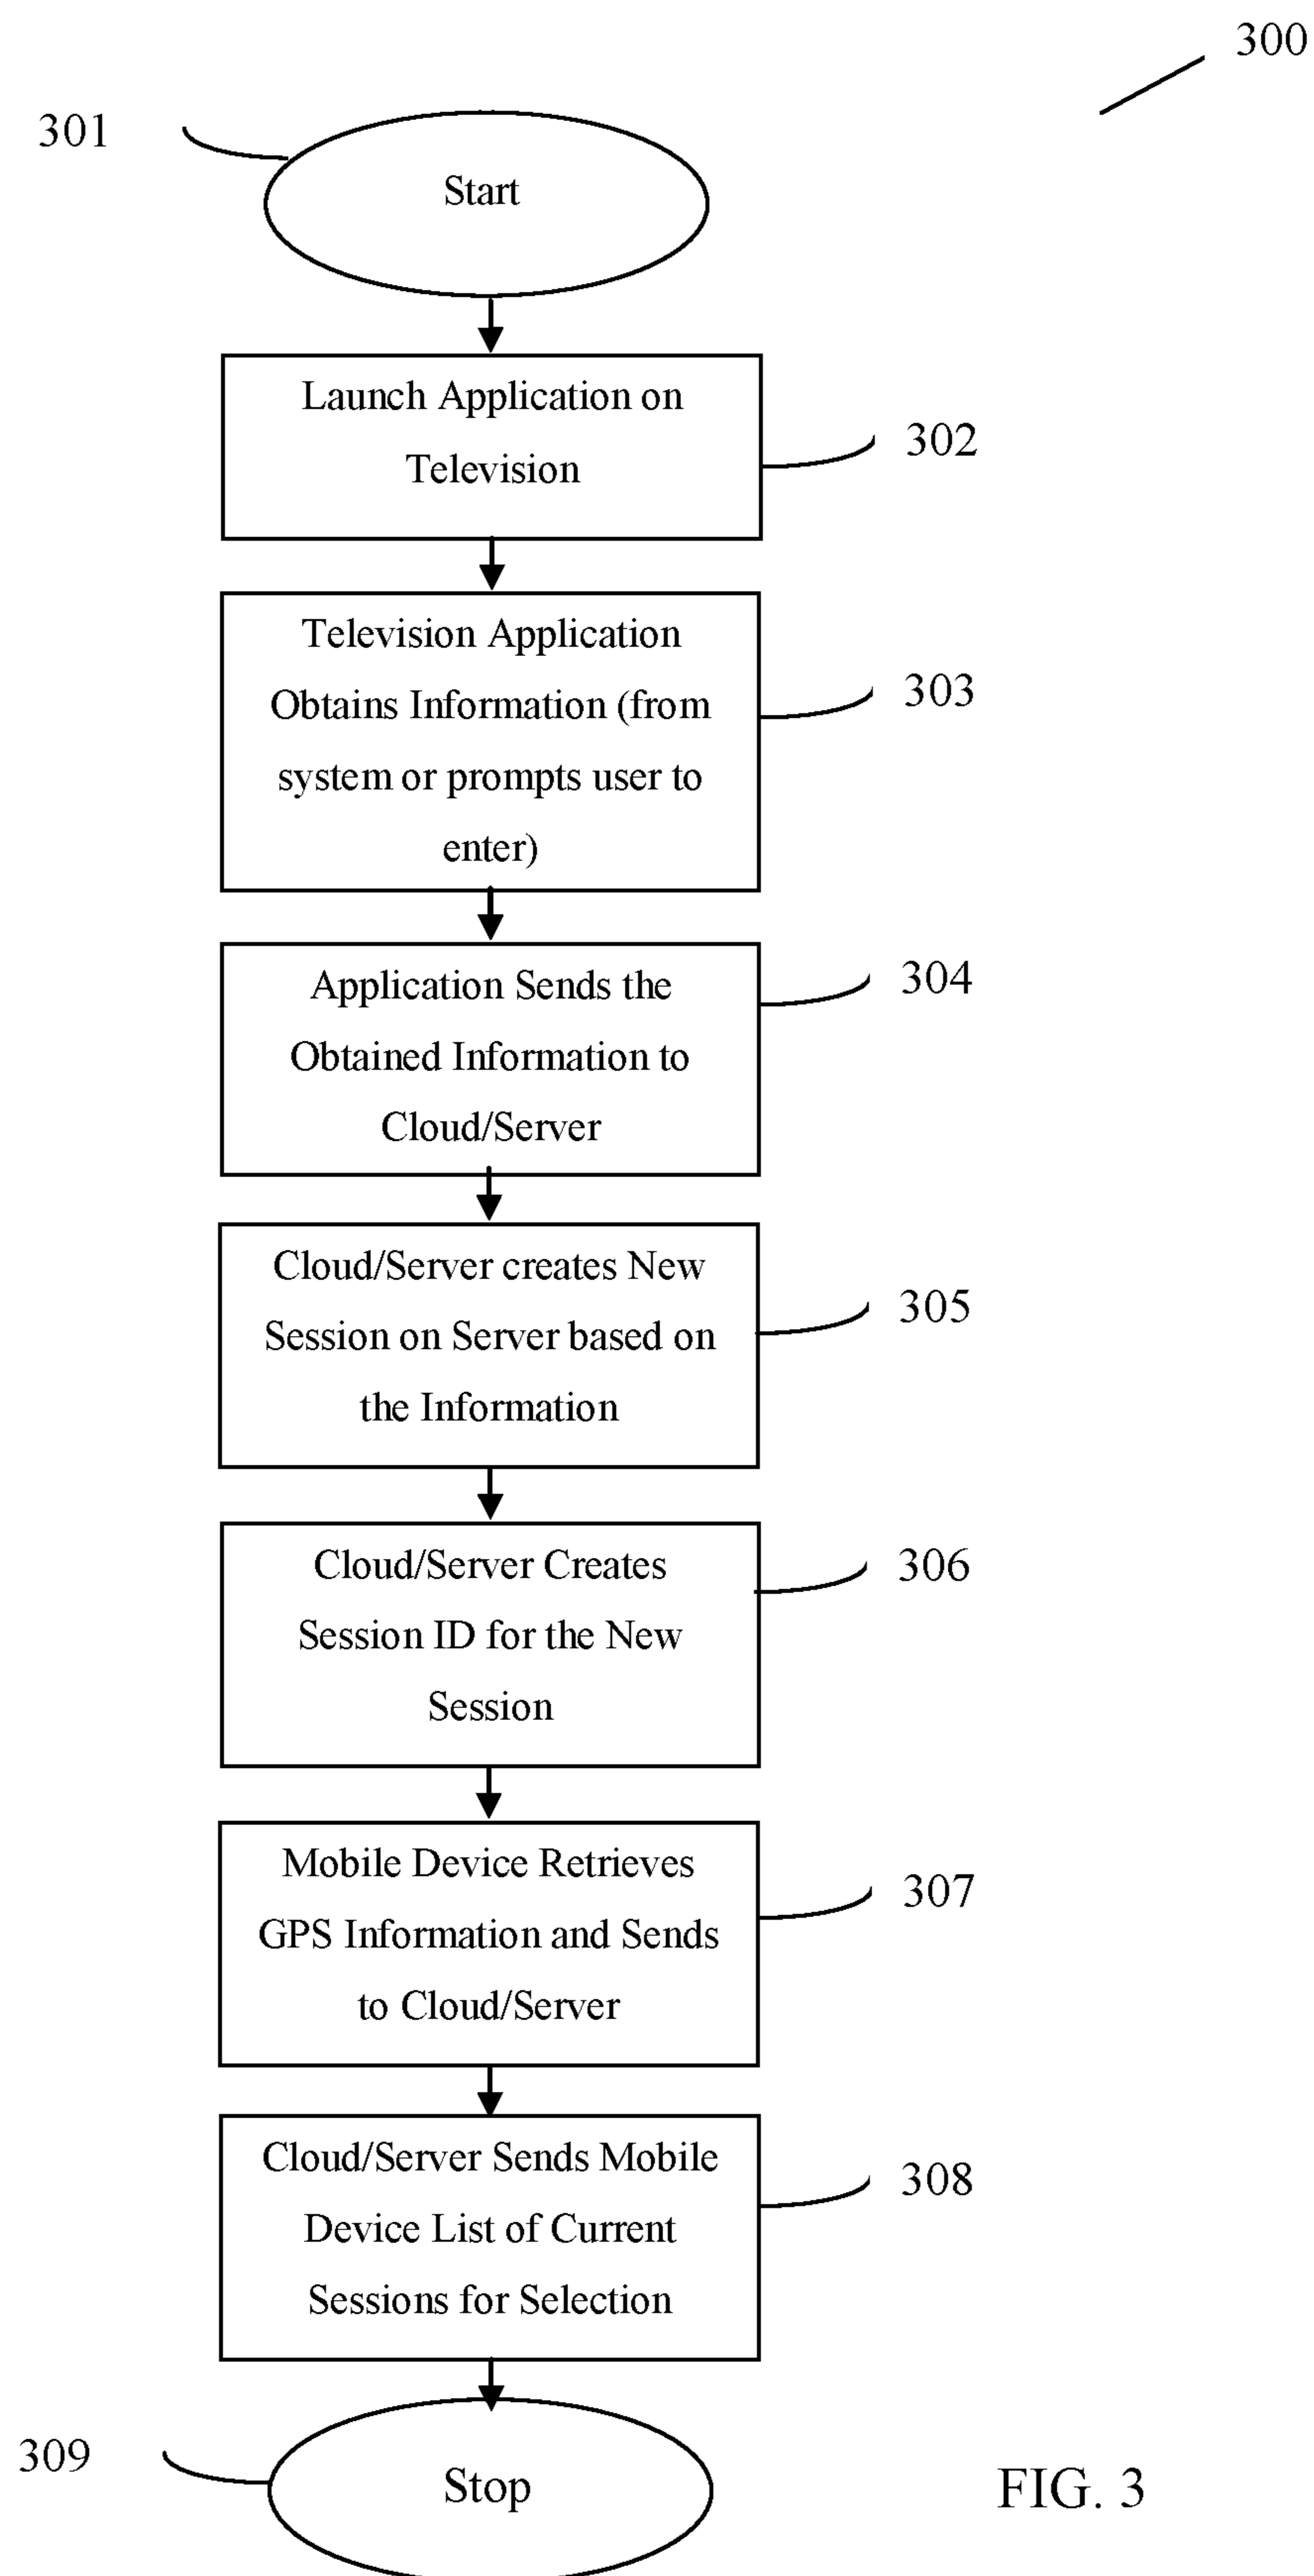 300
301
Start
Launch Application on
Television
302
Television Application
Obtains Information (from
system or prompts user to
enter)
303
Application Sends the
Obtained Information to
Cloud/Server
304
Cloud/Server creates New
Session on Server based on
the Information
305
Cloud/Server Creates
Session ID for the New
Session
306
Mobile Device Retrieves
GPS Information and Sends
to Cloud/Server
307
Cloud/Server Sends Mobile
Device List of Current
Sessions for Selection
308
309
Stop
FIG. 3